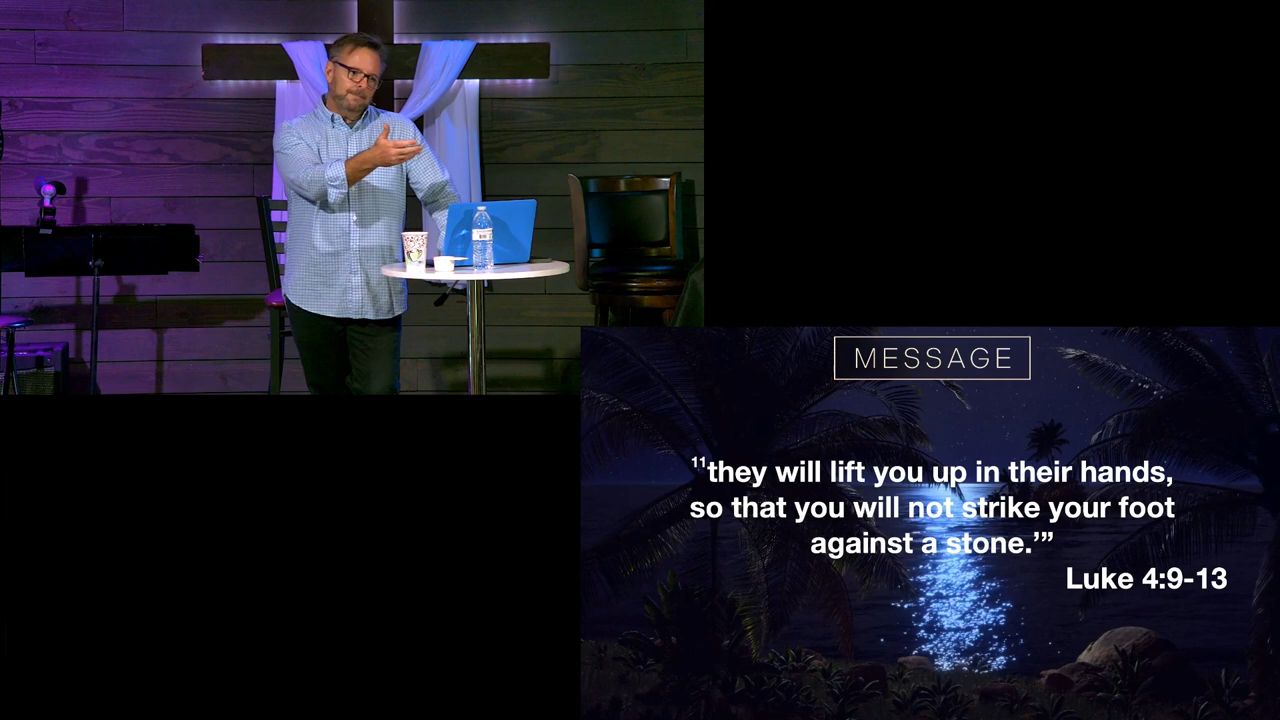 MESSAGE
¹¹they will lift you up in their hands,
so that you will not strike your foot
against a stone.’”
Luke 4:9-13